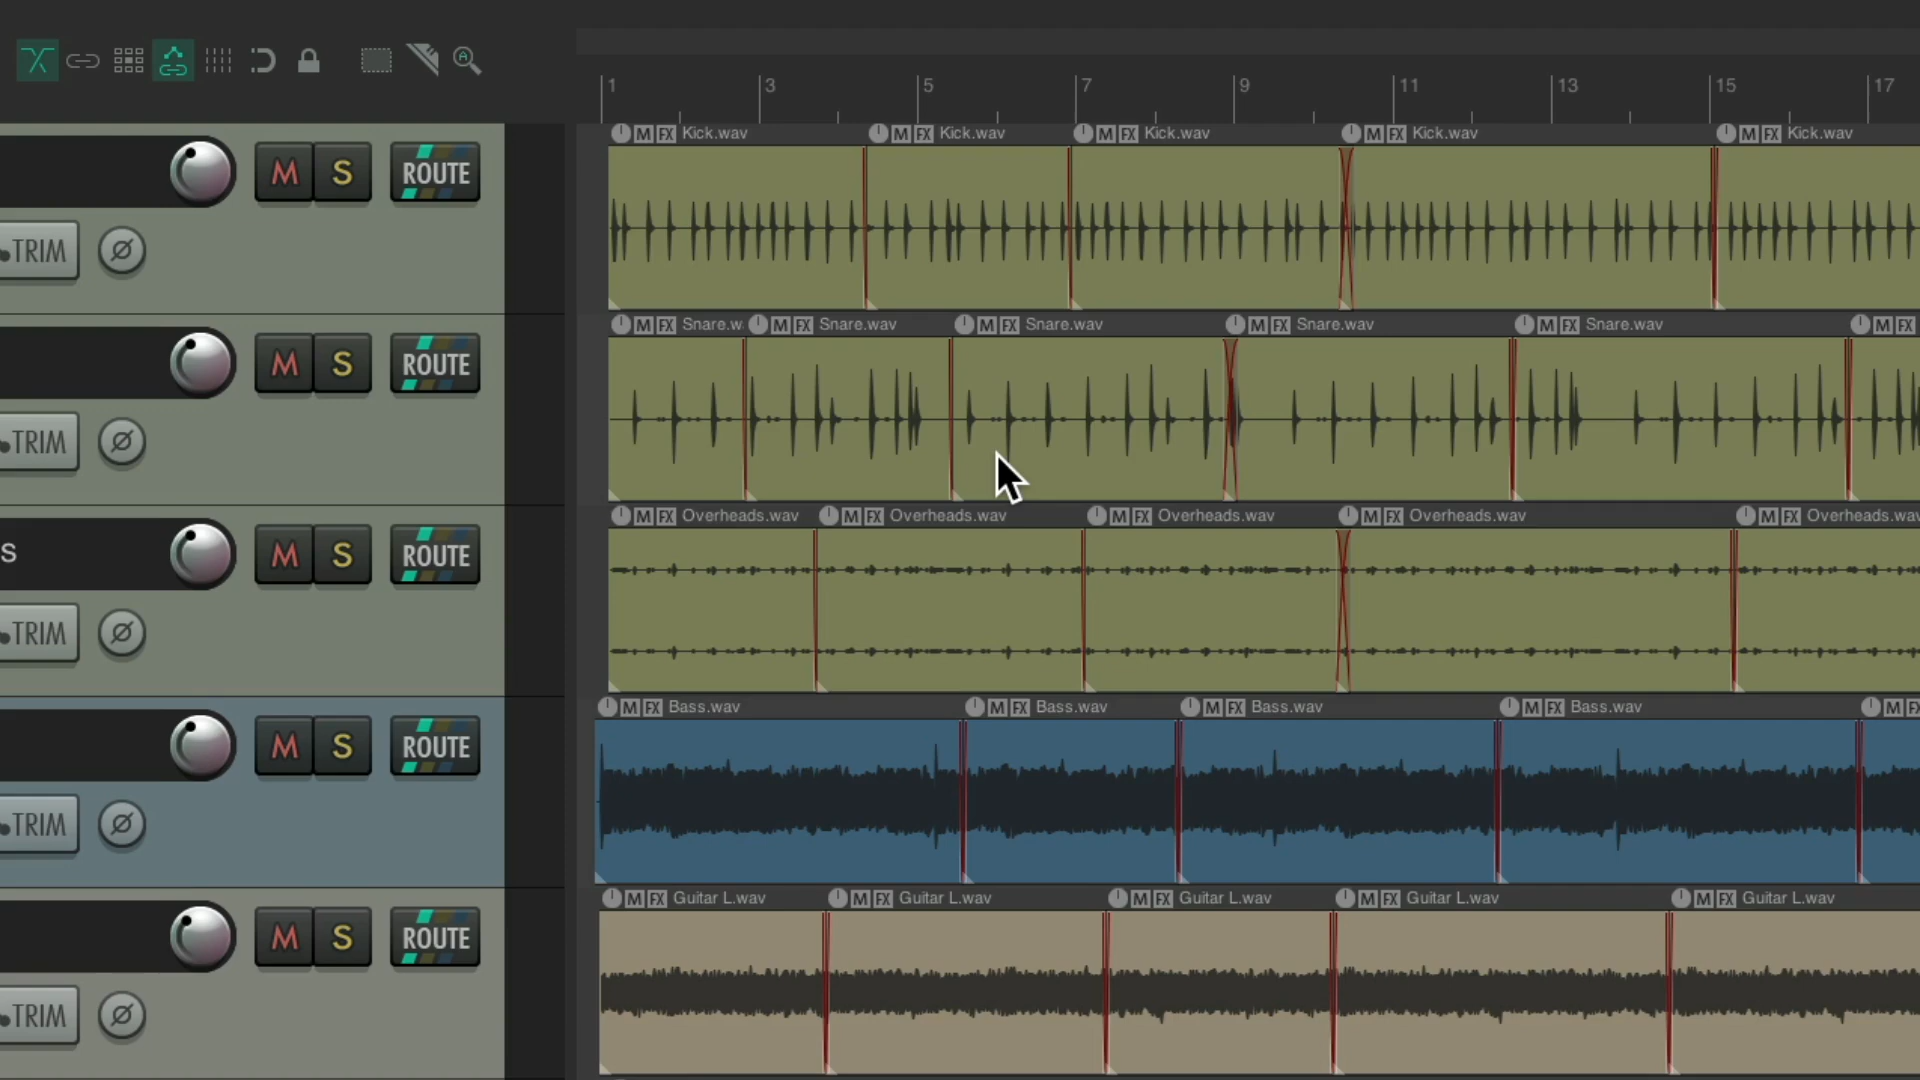 1 3 5 7 9 11 13 15 17
M FX Kick.wav M FX Kick.wav M FX Kick.wav M FX Kick.wav M FX Kick.wav
M S ROUTE
TRIM Ø
M FX Snare.w M FX Snare.wav M FX Snare.wav M FX Snare.wav M FX Snare.wav M FX
M S ROUTE
TRIM Ø
M FX Overheads.wav M FX Overheads.wav M FX Overheads.wav M FX Overheads.wav M FX Overheads.wav
s M S ROUTE
TRIM Ø
M FX Bass.wav M FX Bass.wav M FX Bass.wav M FX Bass.wav M FX
M S ROUTE
TRIM Ø
M FX Guitar L.wav M FX Guitar L.wav M FX Guitar L.wav M FX Guitar L.wav M FX Guitar L.wav
M S ROUTE
TRIM Ø